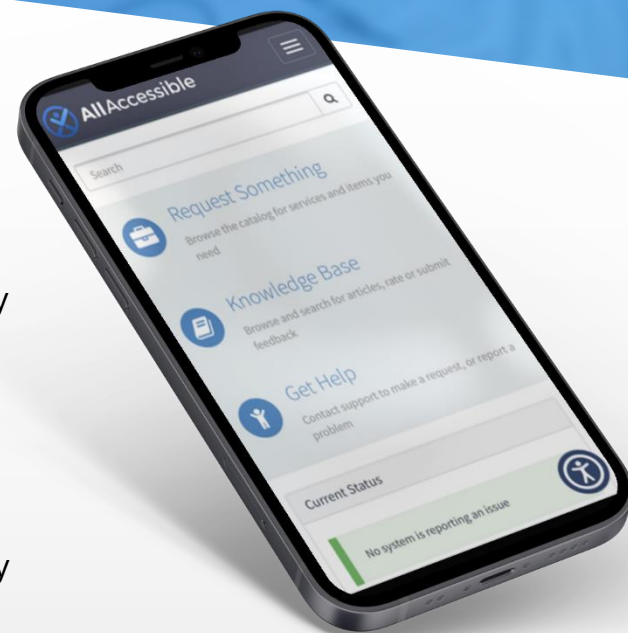 AllAccessible
Search
Request Something
Browse the catalog for services and items you
need
Knowledge Base
Browse and search for articles, rate or submit
feedback
Get Help
Contact support to make a request, or report a
problem
Current Status
No system is reporting an issue
y
y